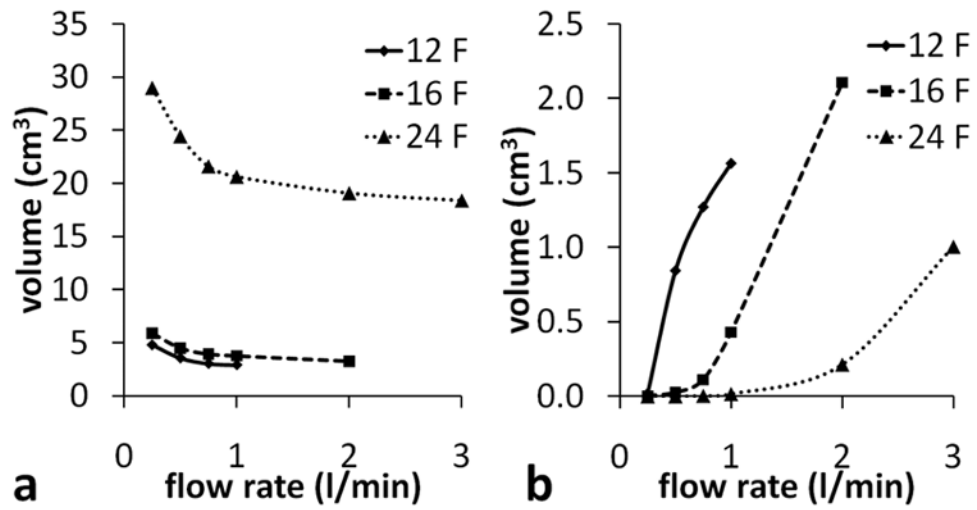 35
30
25
20
15
10
5
0
volume (cm³)
12 F
16 F
24 F
0 1 2 3
flow rate (l/min)
a
2.5
2.0
1.5
1.0
0.5
0.0
volume (cm³)
12 F
16 F
24 F
0 1 2 3
flow rate (l/min)
b